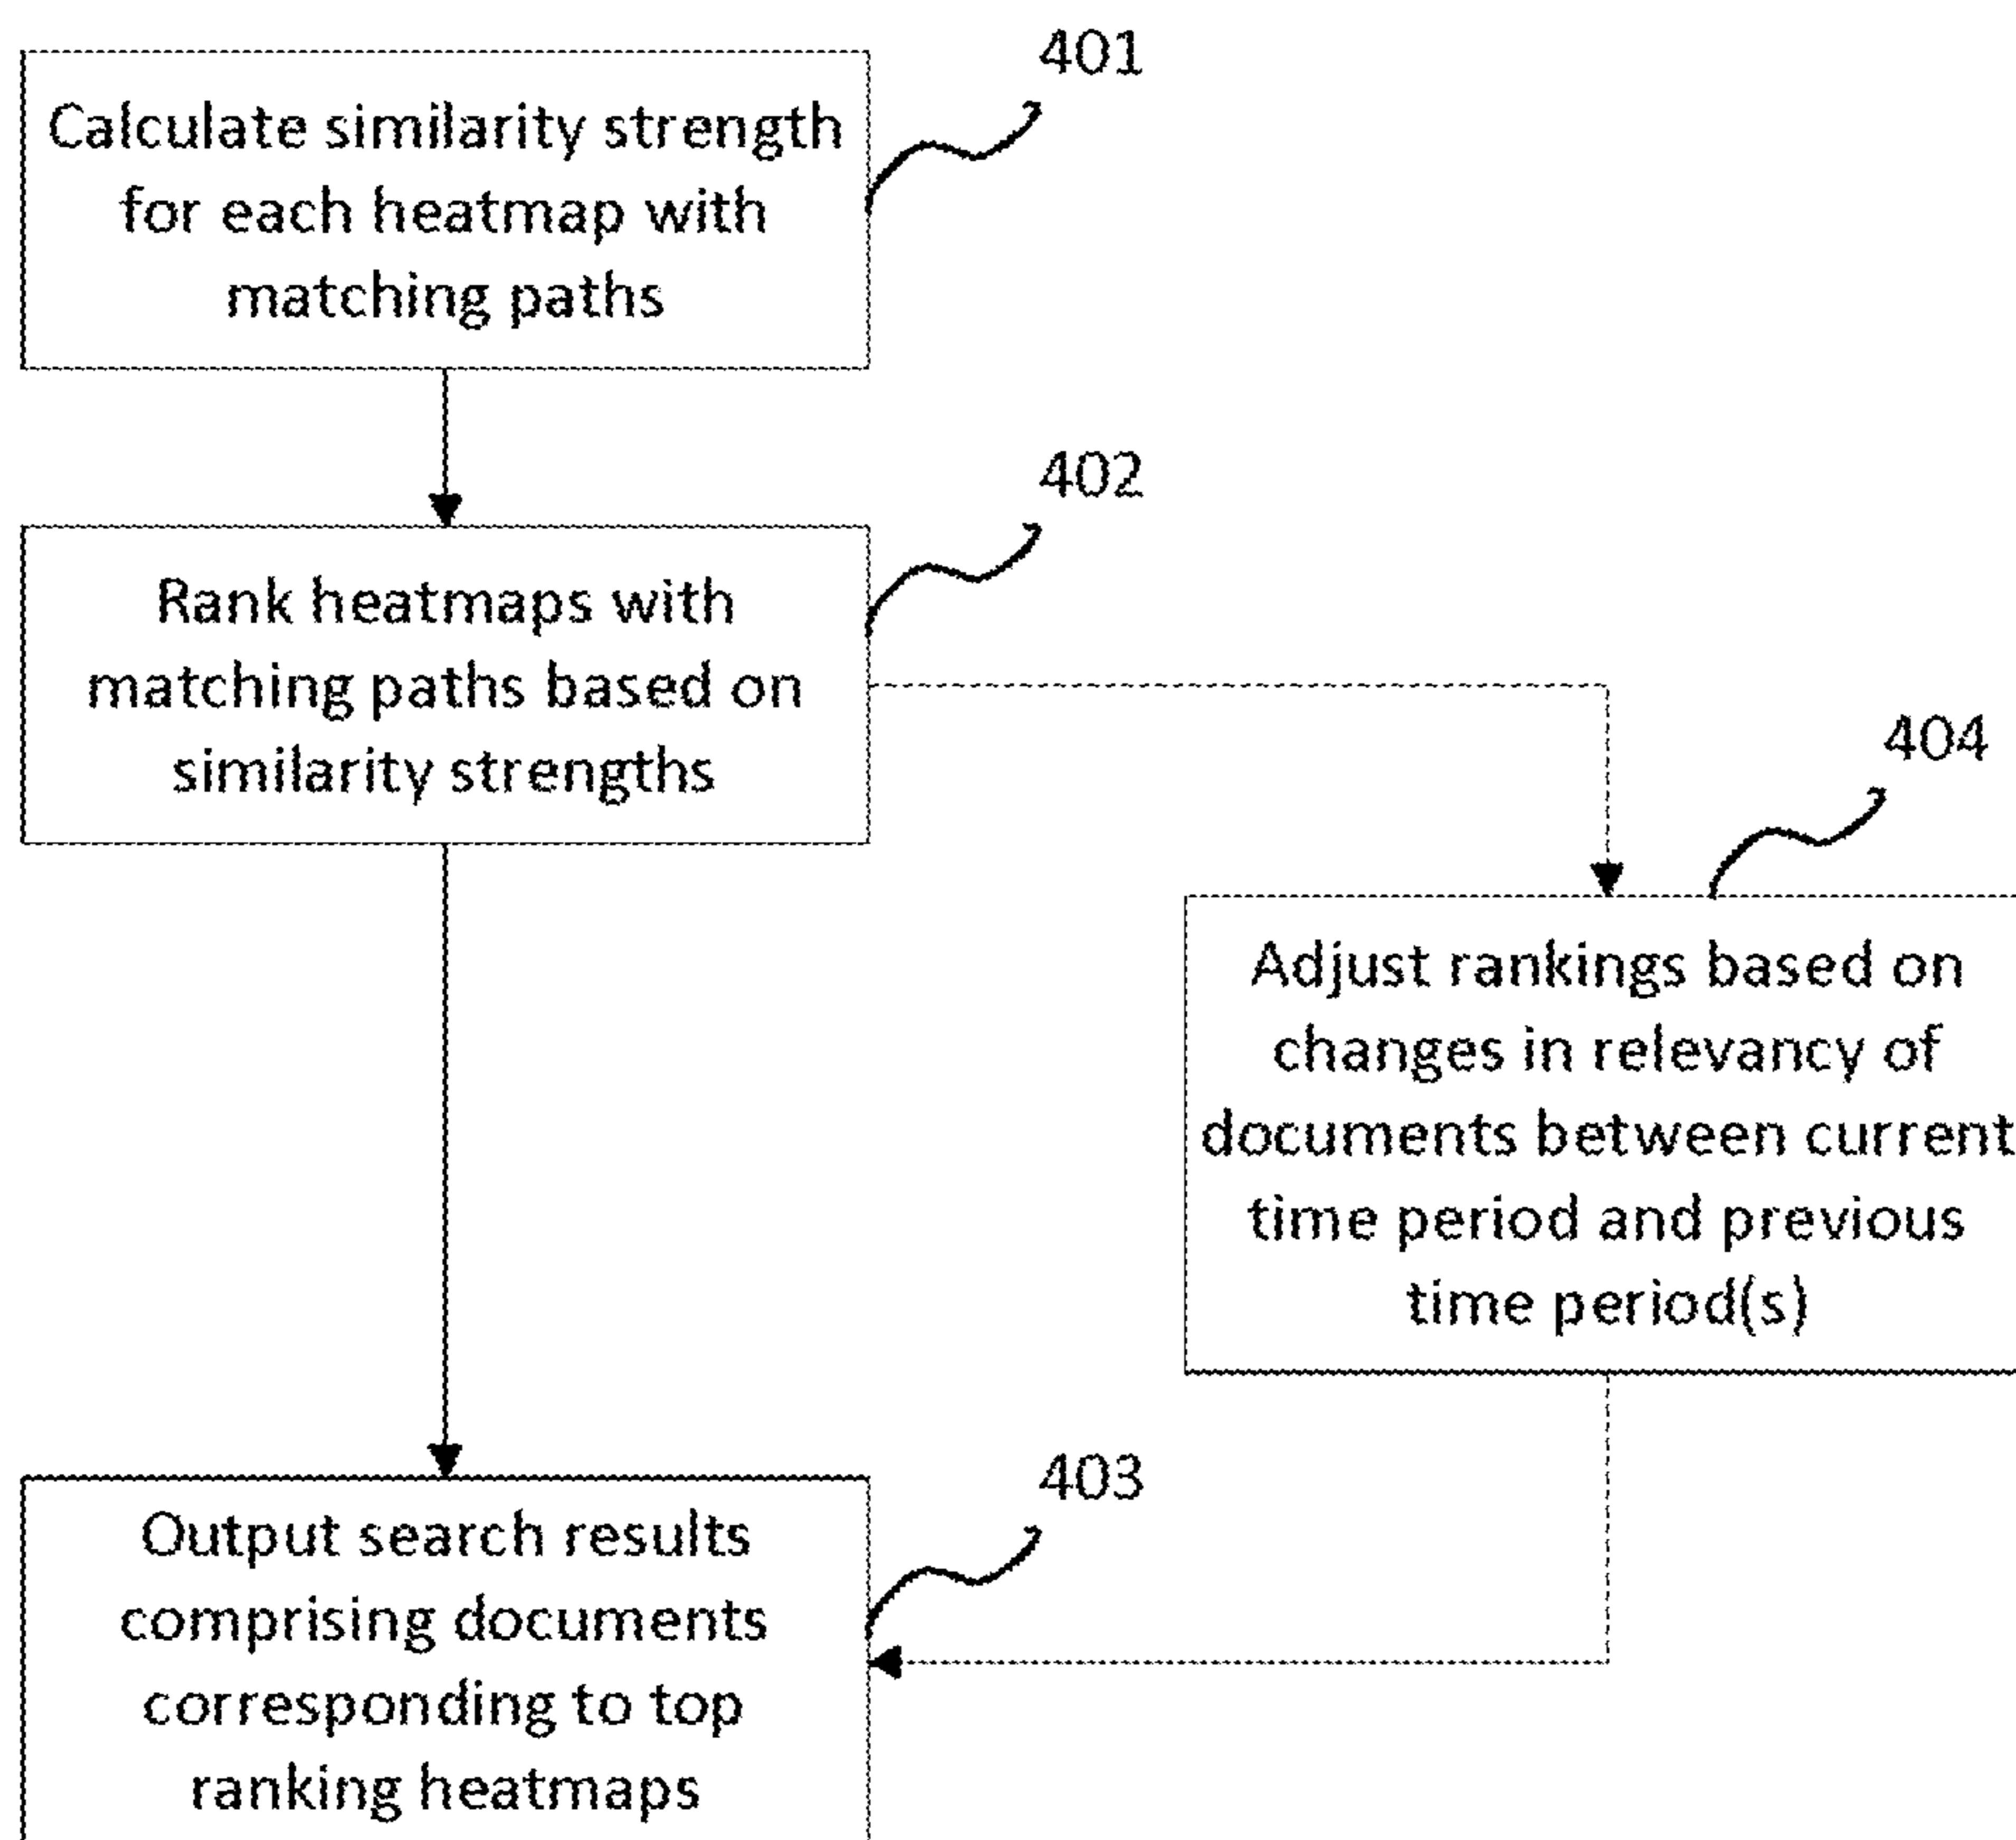 401
Calculate similarity strength
for each heatmap with
matching paths
402
Rank heatmaps with
matching paths based on
similarity strengths
404
Adjust rankings based on
changes in relevancy of
documents between current
time period and previous
time period(s)
403
Output search results
comprising documents
corresponding to top
ranking heatmaps